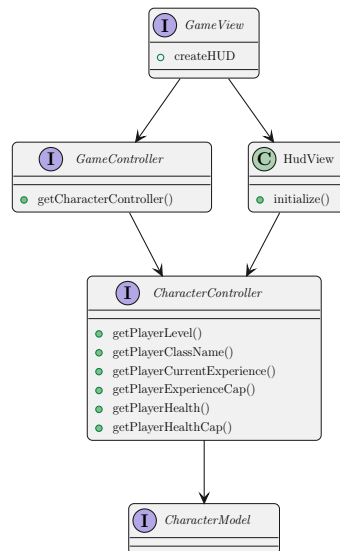 I GameView
createHUD
I GameController
getCharacterController()
C HudView
initialize()
I CharacterController
getPlayerLevel()
getPlayerClassName()
getPlayerCurrentExperience()
getPlayerExperienceCap()
getPlayerHealth()
getPlayerHealthCap()
I CharacterModel